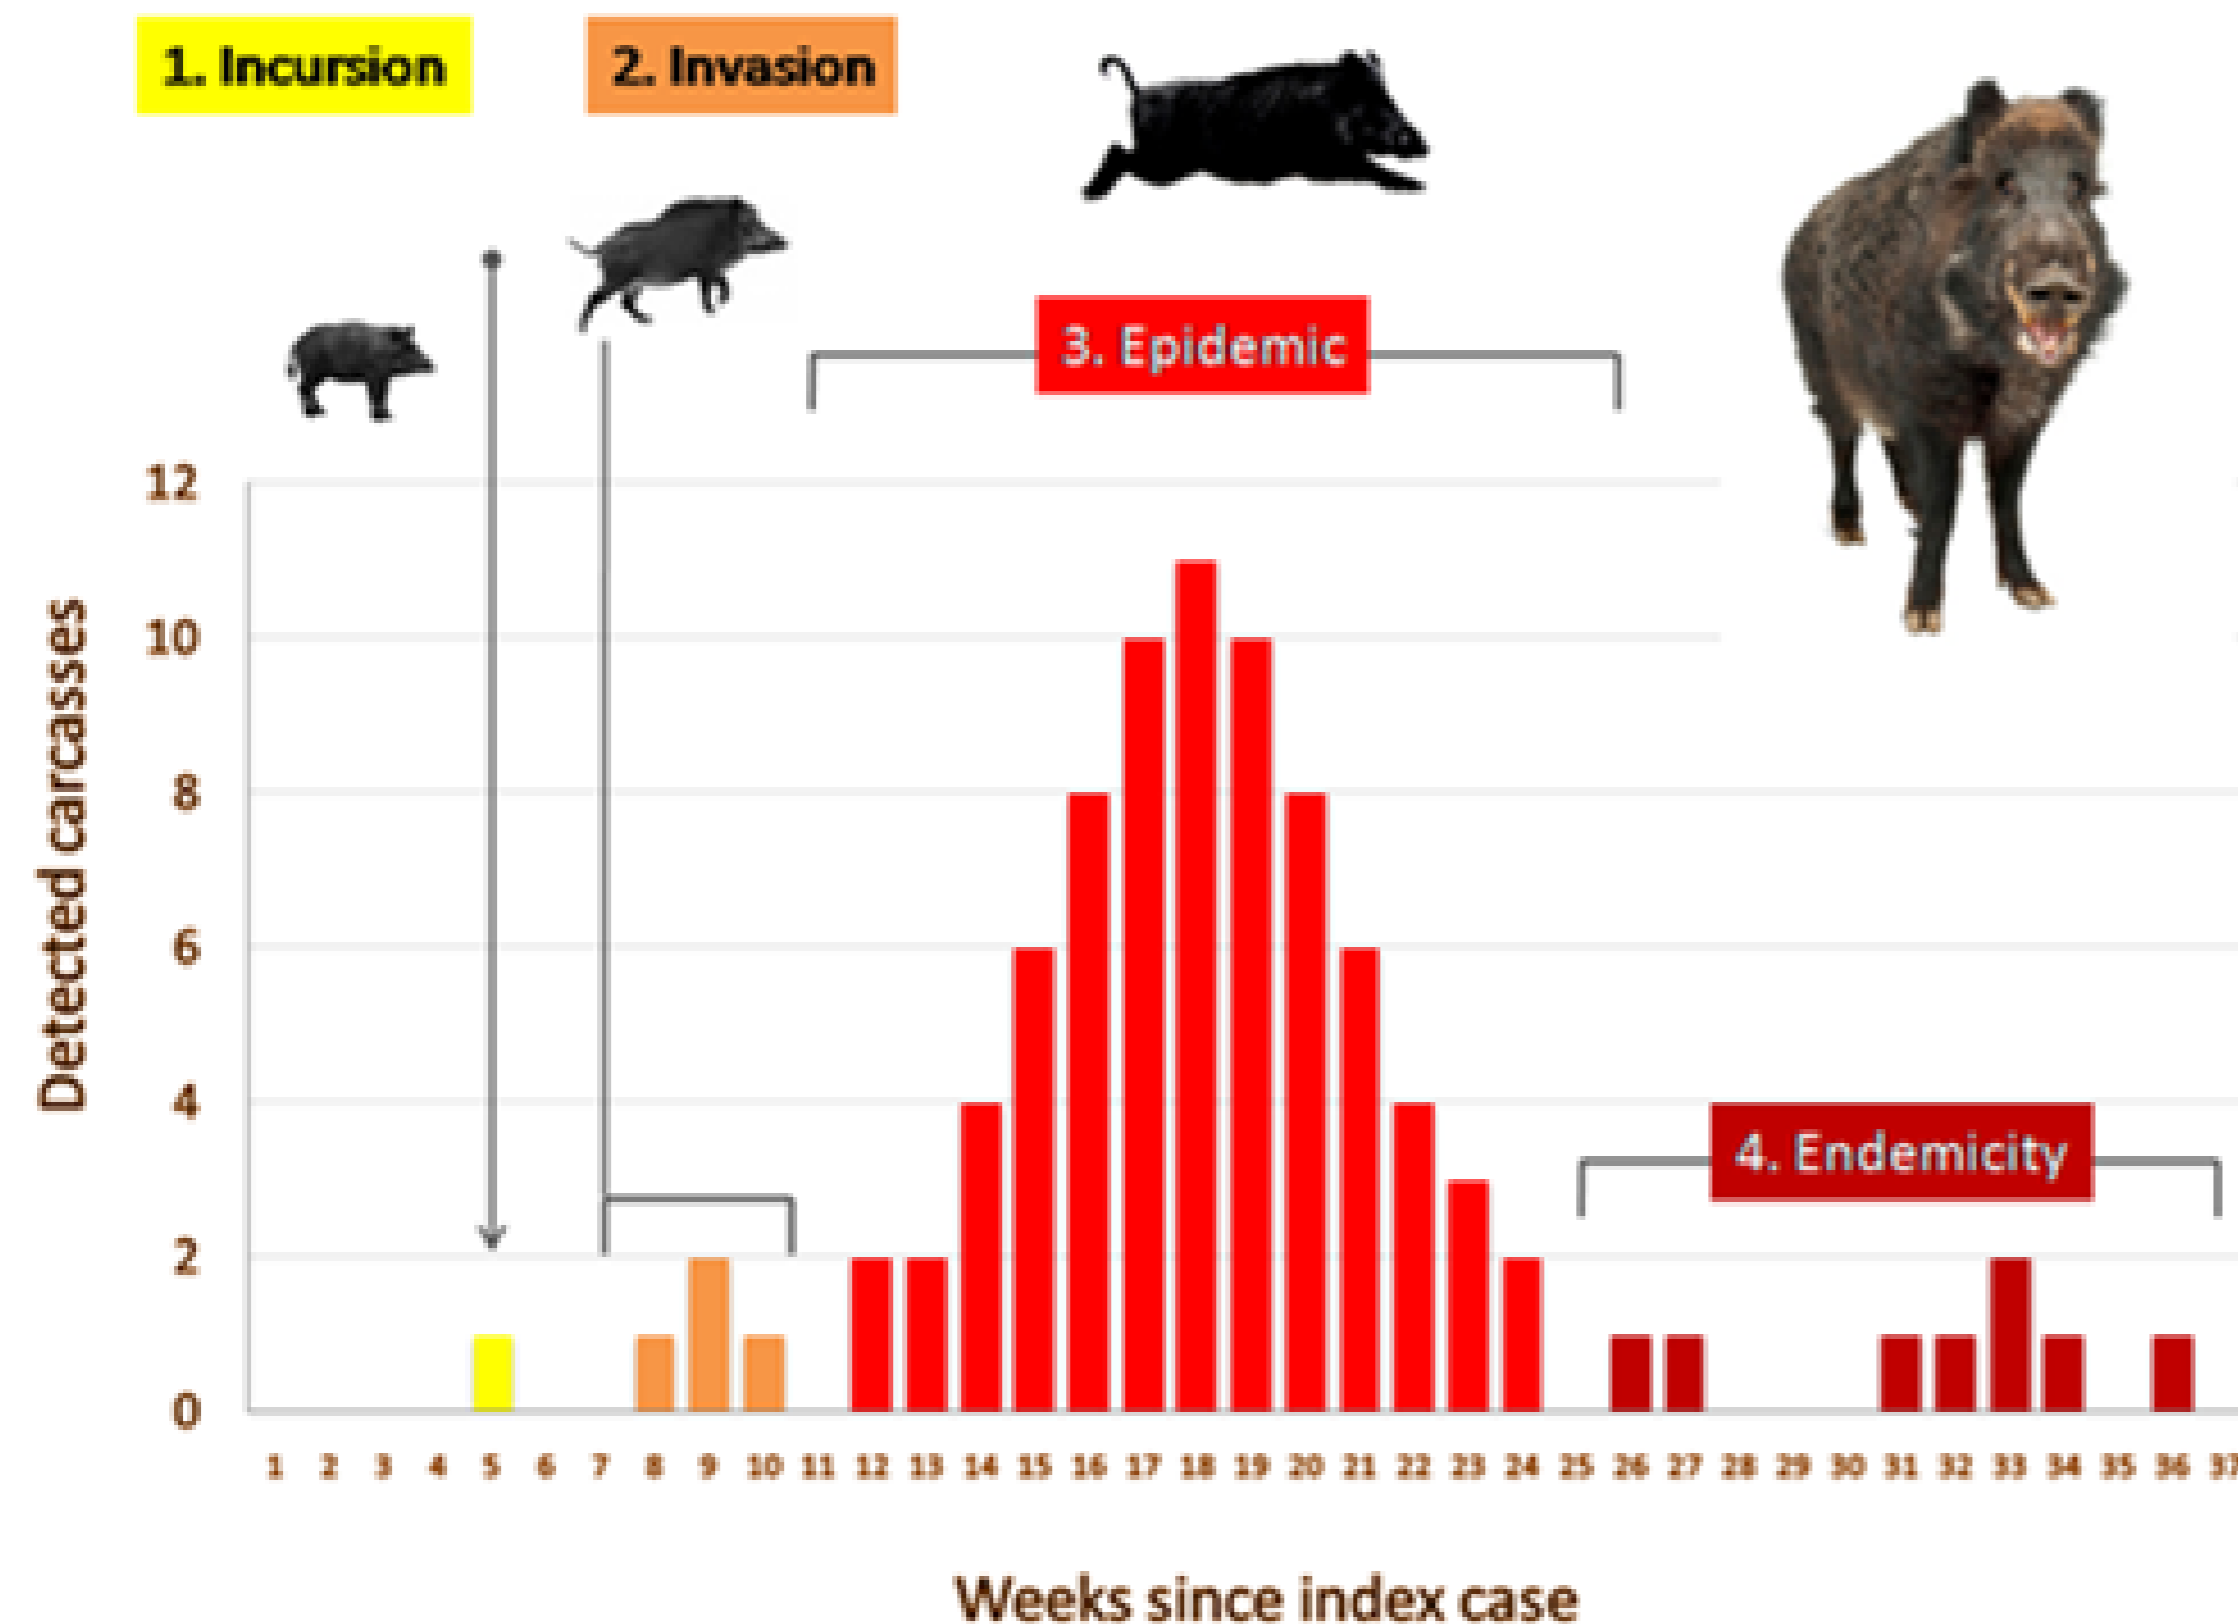 1. Incursion
2. Invasion
3. Epidemic
12
10
8
6
4
2
0
Detected carcasses
4. Endemicity
1 2 3 4 5 6 7 8 9 10 11 12 13 14 15 16 17 18 19 20 21 22 23 24 25 26 27 28 29 30 31 32 33 34 35 36 37
Weeks since index case